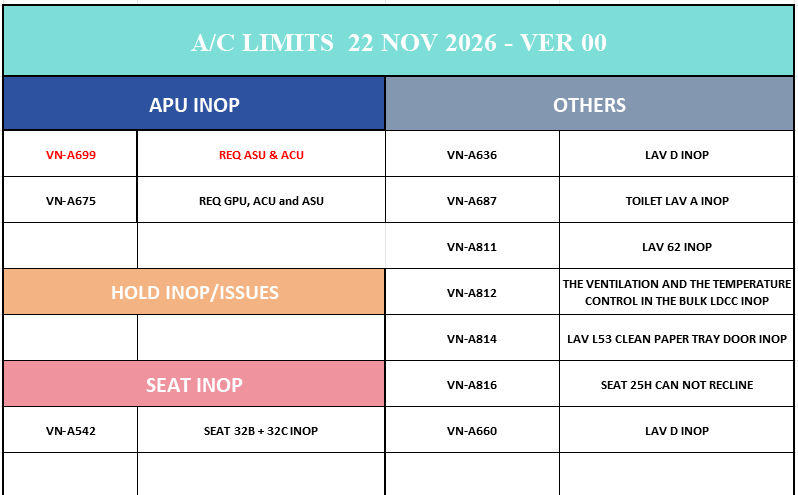 A/C LIMITS 22 NOV 2026 - VER 00
APU INOP
VN-A699 REQ ASU & ACU
VN-A675 REQ GPU, ACU and ASU
HOLD INOP/ISSUES
SEAT INOP
VN-A542 SEAT 32B + 32C INOP
OTHERS
VN-A636 LAV D INOP
VN-A687 TOILET LAV A INOP
VN-A811 LAV 62 INOP
VN-A812 THE VENTILATION AND THE TEMPERATURE
CONTROL IN THE BULK LDCC INOP
VN-A814 LAV L53 CLEAN PAPER TRAY DOOR INOP
VN-A816 SEAT 25H CAN NOT RECLINE
VN-A660 LAV D INOP